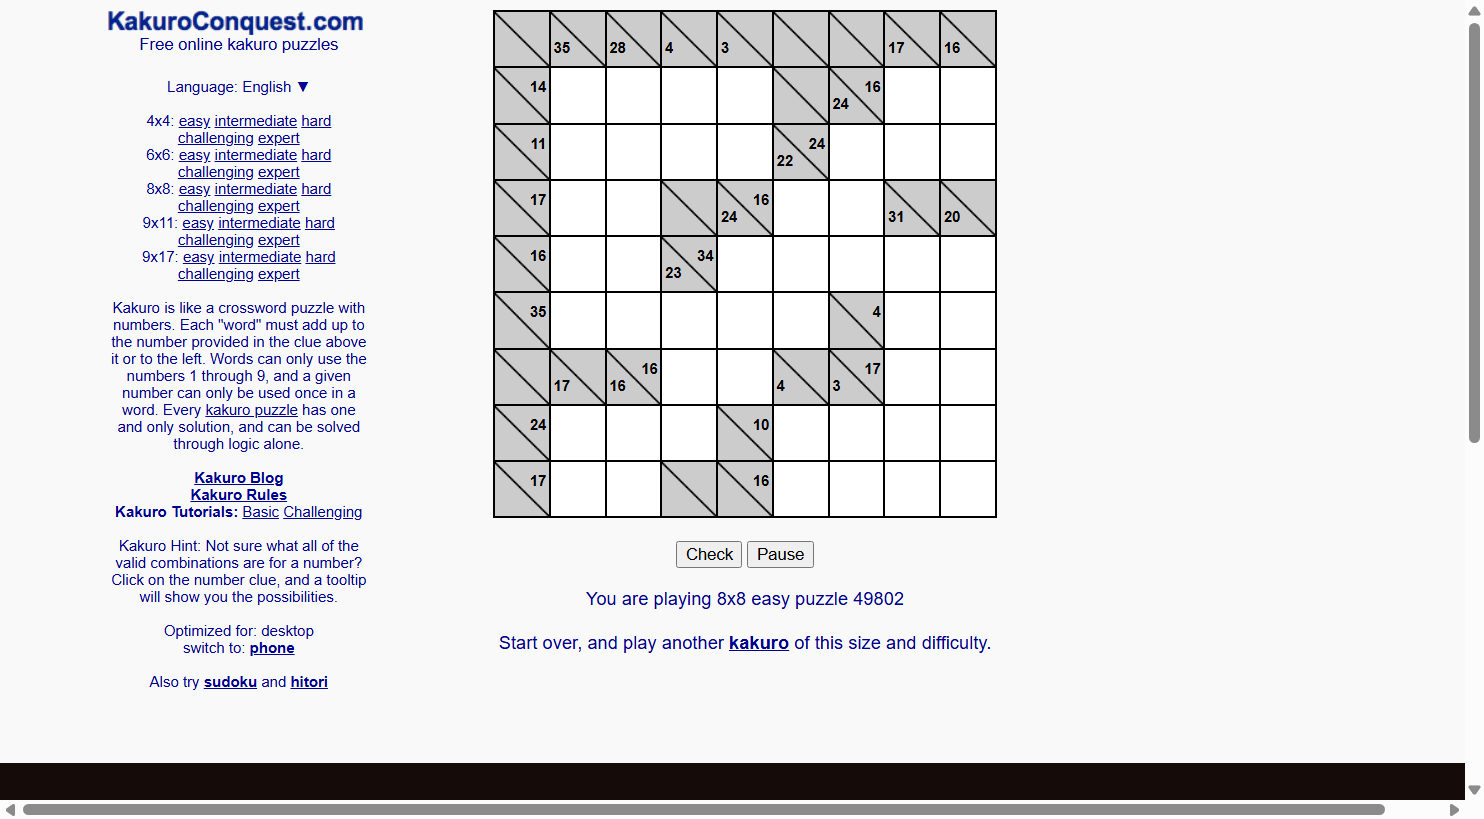 KakuroConquest.com
Free online kakuro puzzles
Language: English ▼
4x4: easy intermediate hard
challenging expert
6x6: easy intermediate hard
challenging expert
8x8: easy intermediate hard
challenging expert
9x11: easy intermediate hard
challenging expert
9x17: easy intermediate hard
challenging expert
Kakuro is like a crossword puzzle with
numbers. Each "word" must add up to
the number provided in the clue above
it or to the left. Words can only use the
numbers 1 through 9, and a given
number can only be used once in a
word. Every kakuro puzzle has one
and only solution, and can be solved
through logic alone.
Kakuro Blog
Kakuro Rules
Kakuro Tutorials: Basic Challenging
Kakuro Hint: Not sure what all of the
valid combinations are for a number?
Click on the number clue, and a tooltip
will show you the possibilities.
Optimized for: desktop
switch to: phone
Also try sudoku and hitori
35 28 4 3 17 16
14 16
24
11 24
22
17 16
24 31 20
16 34
23
35 4
16 17
17 16 4 3
24 10
17 16
Check Pause
You are playing 8x8 easy puzzle 49802
Start over, and play another kakuro of this size and difficulty.